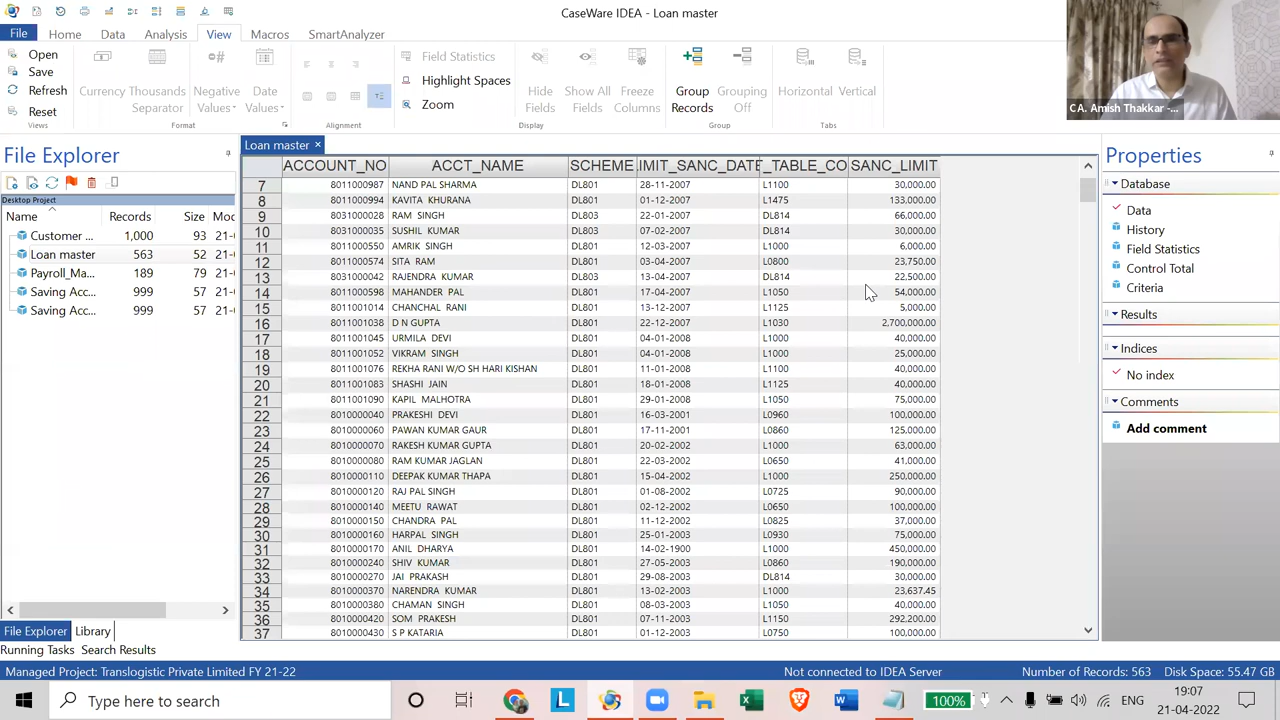 CaseWare IDEA - Loan master
File Home Data Analysis View Macros SmartAnalyzer
Open
Save
Refresh
Reset
Views
Currency
Thousands Separator
Negative Values
Date Values
Format
Alignment
Field Statistics
Highlight Spaces
Zoom
Hide Fields
Show All Fields
Freeze Columns
Display
Group Records
Grouping Off
Group
Horizontal Vertical
Tabs
CA. Amish Thakkar -...
File Explorer
Desktop Project
Name Records Size Moc
Customer ... 1,000 93 21-0
Loan master 563 52 21-0
Payroll_Ma... 189 79 21-0
Saving Acc... 999 57 21-0
Saving Acc... 999 57 21-0
File Explorer Library
Running Tasks Search Results
Loan master ×
ACCOUNT_NO ACCT_NAME SCHEME .IMIT_SANC_DATE _TABLE_CO SANC_LIMIT
7 8011000987 NAND PAL SHARMA DL801 28-11-2007 L1100 30,000.00
8 8011000994 KAVITA KHURANA DL801 01-12-2007 L1475 133,000.00
9 8031000028 RAM SINGH DL803 22-01-2007 DL814 66,000.00
10 8031000035 SUSHIL KUMAR DL803 07-02-2007 DL814 30,000.00
11 8011000550 AMRIK SINGH DL801 12-03-2007 L1000 6,000.00
12 8011000574 SITA RAM DL801 03-04-2007 L0800 23,750.00
13 8031000042 RAJENDRA KUMAR DL803 13-04-2007 DL814 22,500.00
14 8011000598 MAHANDER PAL DL801 17-04-2007 L1050 54,000.00
15 8011001014 CHANCHAL RANI DL801 13-12-2007 L1125 5,000.00
16 8011001038 D N GUPTA DL801 22-12-2007 L1030 2,700,000.00
17 8011001045 URMILA DEVI DL801 04-01-2008 L1000 40,000.00
18 8011001052 VIKRAM SINGH DL801 04-01-2008 L1000 25,000.00
19 8011001076 REKHA RANI W/O SH HARI KISHAN DL801 11-01-2008 L1100 40,000.00
20 8011001083 SHASHI JAIN DL801 18-01-2008 L1125 40,000.00
21 8011001090 KAPIL MALHOTRA DL801 29-01-2008 L1050 75,000.00
22 8010000040 PRAKESHI DEVI DL801 16-03-2001 L0960 100,000.00
23 8010000060 PAWAN KUMAR GAUR DL801 17-11-2001 L0860 125,000.00
24 8010000070 RAKESH KUMAR GUPTA DL801 20-02-2002 L1000 63,000.00
25 8010000080 RAM KUMAR JAGLAN DL801 22-03-2002 L0650 41,000.00
26 8010000110 DEEPAK KUMAR THAPA DL801 15-04-2002 L1000 250,000.00
27 8010000120 RAJ PAL SINGH DL801 01-08-2002 L0725 90,000.00
28 8010000140 MEETU RAWAT DL801 02-12-2002 L0650 100,000.00
29 8010000150 CHANDRA PAL DL801 11-12-2002 L0825 37,000.00
30 8010000160 HARPAL SINGH DL801 25-01-2003 L0930 75,000.00
31 8010000170 ANIL DHARYA DL801 14-02-1900 L1000 450,000.00
32 8010000240 SHIV KUMAR DL801 27-05-2003 L0860 190,000.00
33 8010000270 JAI PRAKASH DL801 29-08-2003 DL814 30,000.00
34 8010000370 NARENDRA KUMAR DL801 13-02-2003 L1000 23,637.45
35 8010000380 CHAMAN SINGH DL801 08-03-2003 L1050 40,000.00
36 8010000420 SOM PRAKESH DL801 07-11-2003 L1150 292,200.00
37 8010000430 S P KATARIA DL801 01-12-2003 L0750 100,000.00
Properties
Database
Data
History
Field Statistics
Control Total
Criteria
Results
Indices
No index
Comments
Add comment
Managed Project: Translogistic Private Limited FY 21-22 Not connected to IDEA Server Number of Records: 563 Disk Space: 55.47 GB
Type here to search
100%
ENG
19:07
21-04-2022